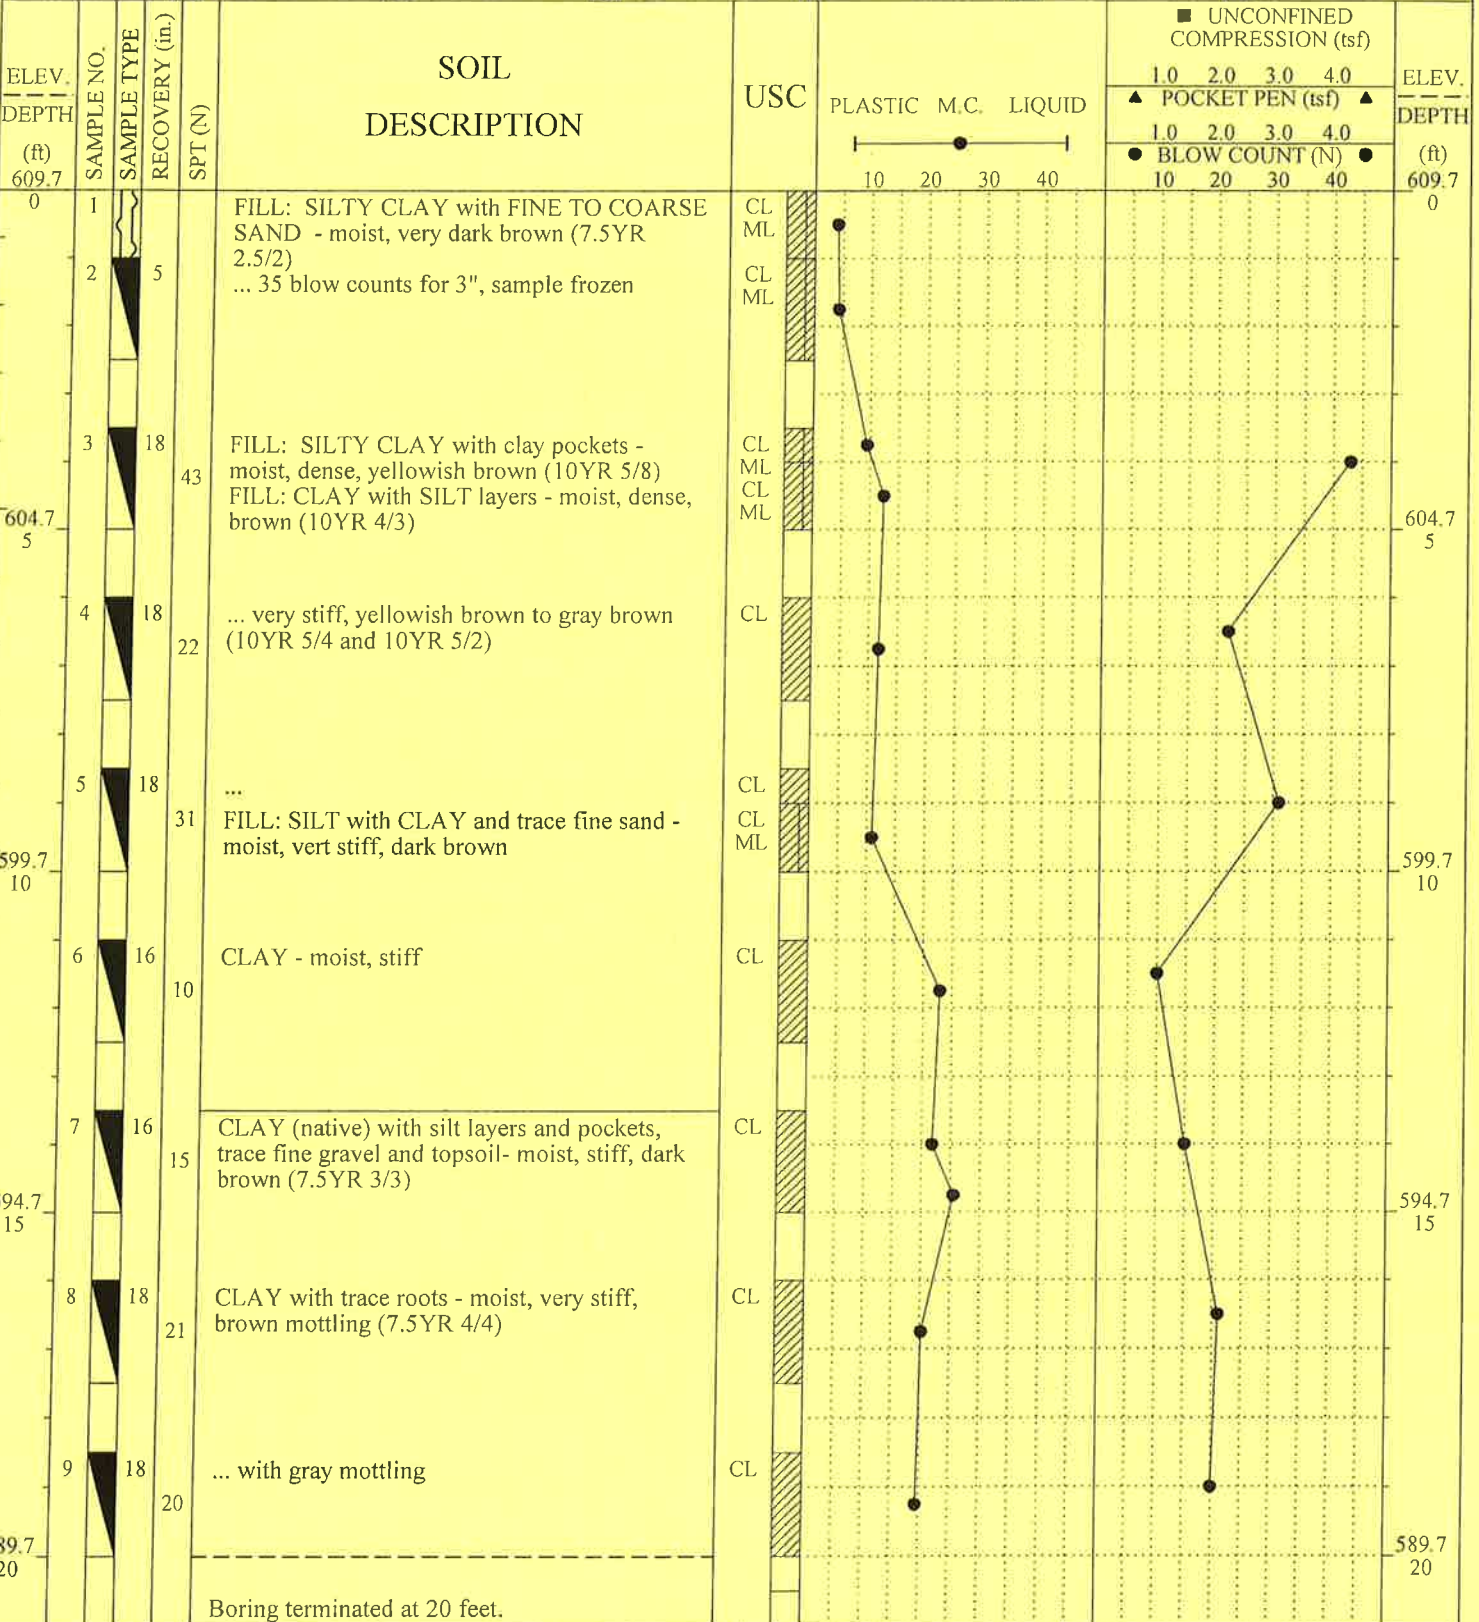 ELEV.
DEPTH
(ft)
609.7
0
SAMPLE NO.
SAMPLE TYPE
RECOVERY (in.)
SPT (N)
SOIL
DESCRIPTION
USC
PLASTIC M.C. LIQUID
10 20 30 40
■ UNCONFINED
COMPRESSION (tsf)
1.0 2.0 3.0 4.0
▲ POCKET PEN (tsf) ▲
1.0 2.0 3.0 4.0
● BLOW COUNT (N) ●
10 20 30 40
ELEV.
DEPTH
(ft)
609.7
0
1
FILL: SILTY CLAY with FINE TO COARSE
SAND - moist, very dark brown (7.5YR
2.5/2)
CL
ML
2 5
... 35 blow counts for 3", sample frozen
CL
ML
3 18
43
FILL: SILTY CLAY with clay pockets -
moist, dense, yellowish brown (10YR 5/8)
FILL: CLAY with SILT layers - moist, dense,
brown (10YR 4/3)
CL
ML
CL
ML
604.7
5
604.7
5
4 18
22
... very stiff, yellowish brown to gray brown
(10YR 5/4 and 10YR 5/2)
CL
5 18
31
...
FILL: SILT with CLAY and trace fine sand -
moist, vert stiff, dark brown
CL
CL
ML
599.7
10
599.7
10
6 16
10
CLAY - moist, stiff
CL
7 16
15
CLAY (native) with silt layers and pockets,
trace fine gravel and topsoil- moist, stiff, dark
brown (7.5YR 3/3)
CL
94.7
15
594.7
15
8 18
21
CLAY with trace roots - moist, very stiff,
brown mottling (7.5YR 4/4)
CL
9 18
20
... with gray mottling
CL
89.7
20
589.7
20
Boring terminated at 20 feet.